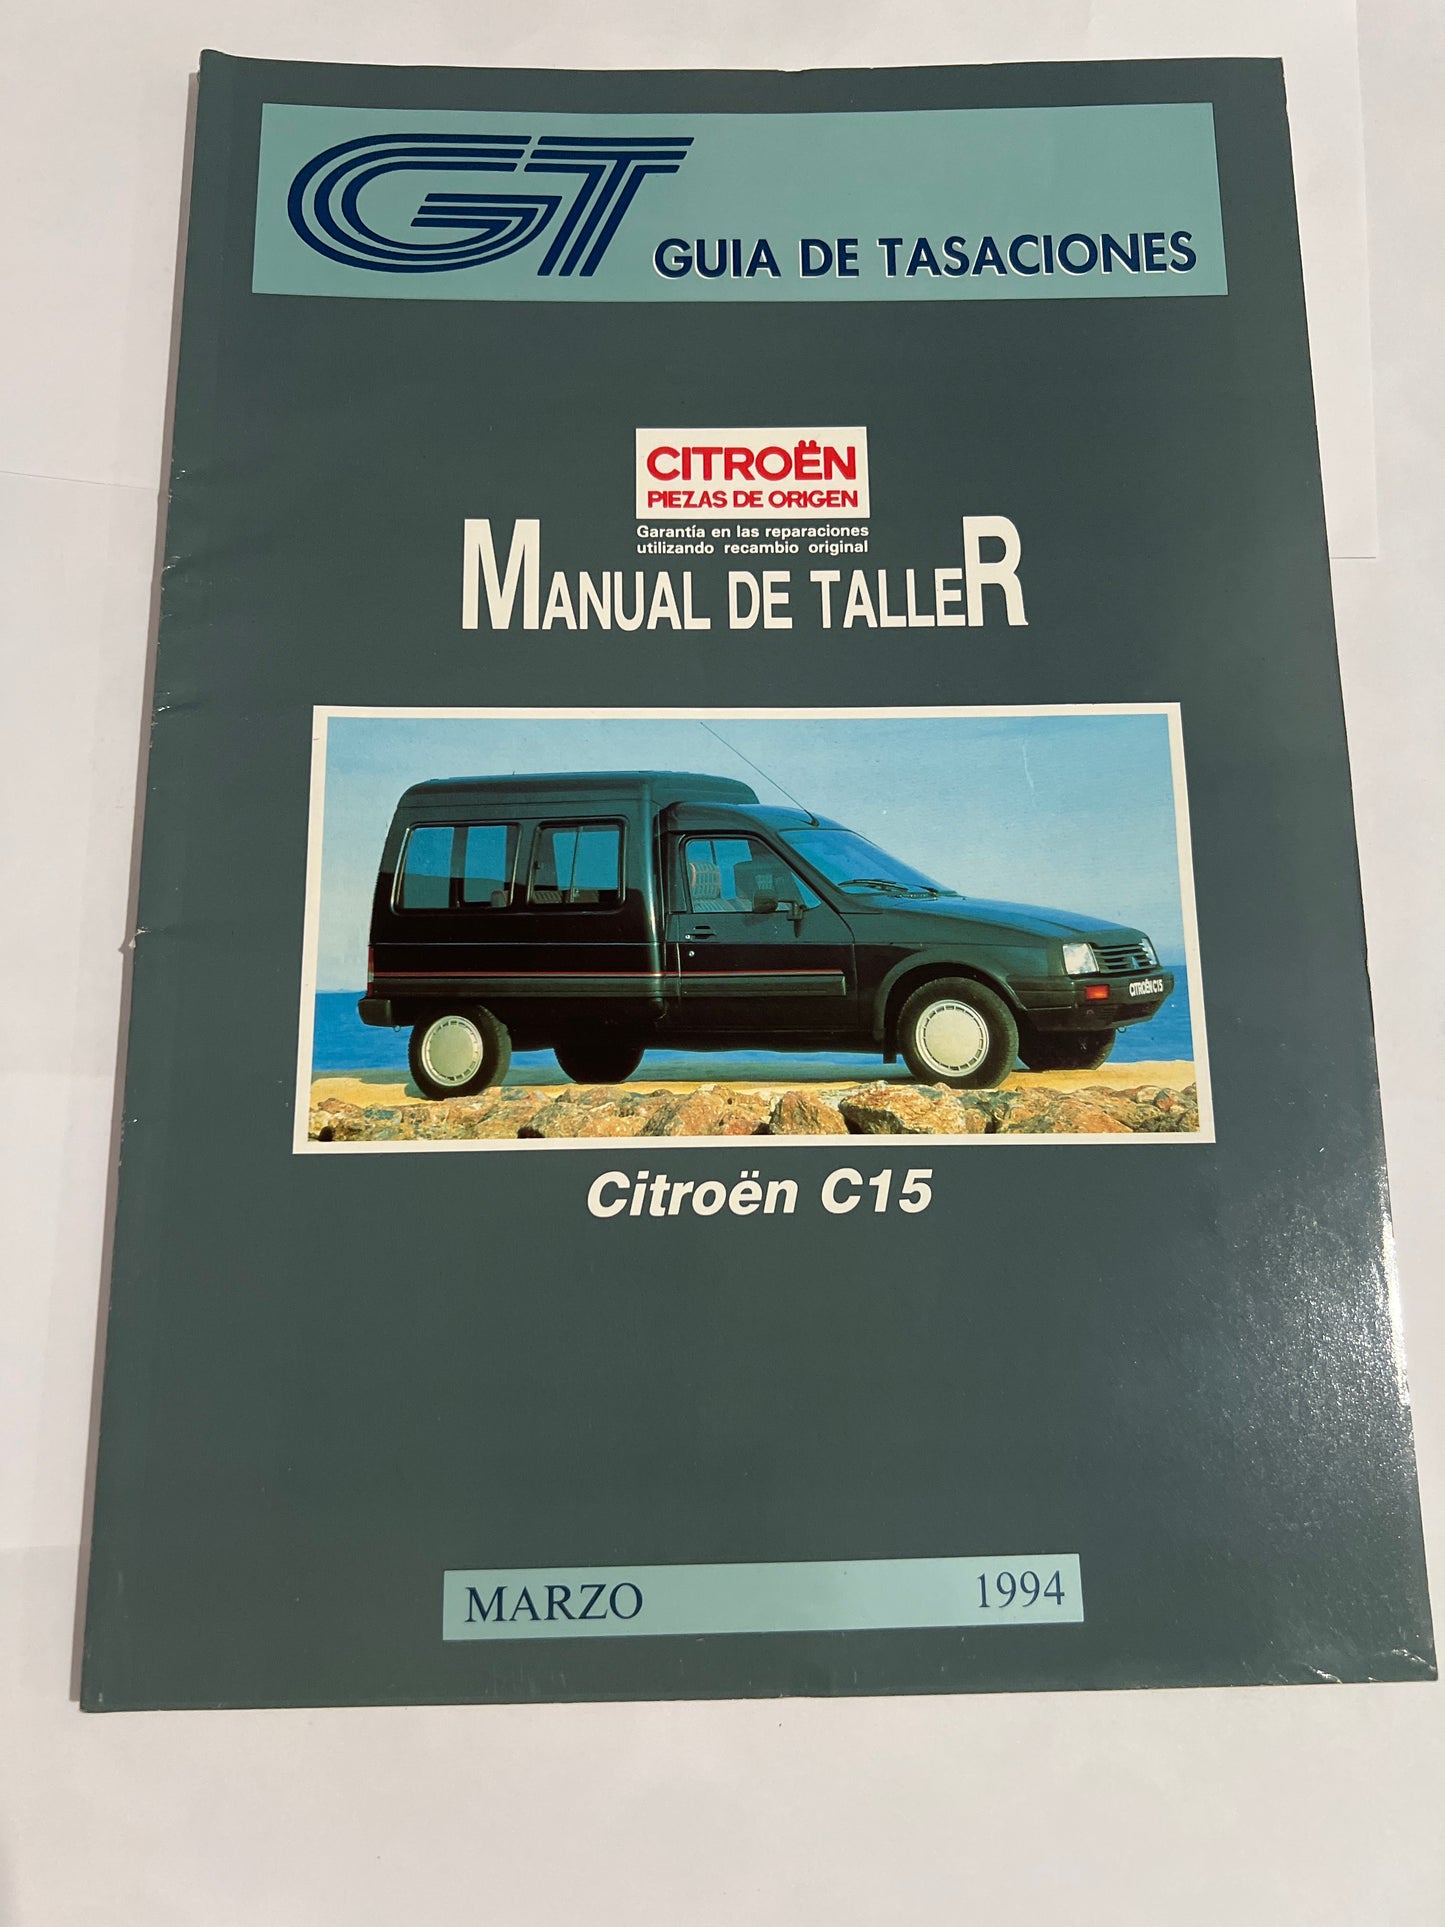 GT GUIA DE TASACIONES
CITROËN
PIEZAS DE ORIGEN
Garantía en las reparaciones
utilizando recambio original
MANUAL DE TALLER
CITROËN C15
Citroën C15
MARZO 1994